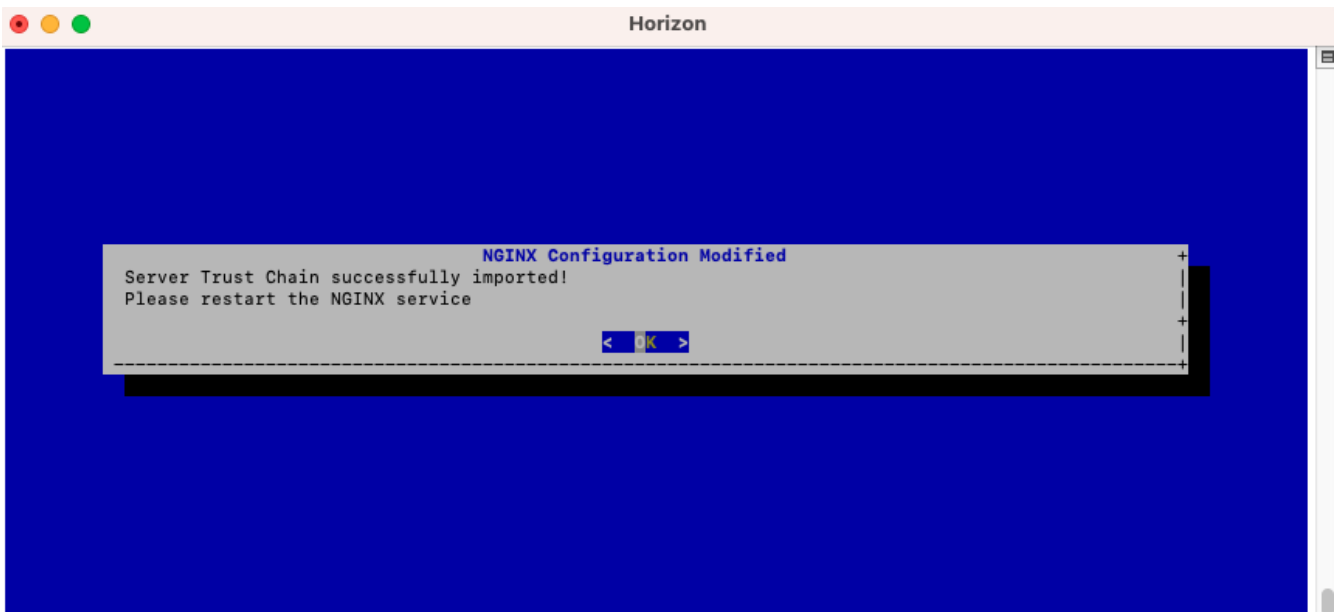 Horizon
NGINX Configuration Modified
Server Trust Chain successfully imported!
Please restart the NGINX service
< OK >